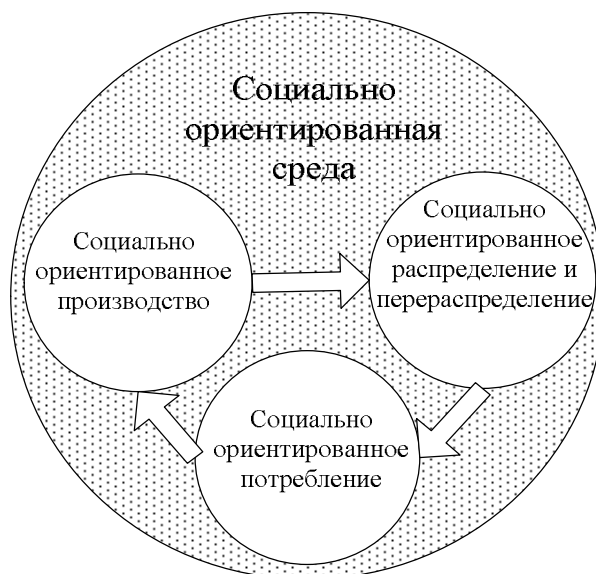 Социально
ориентированная
среда
Социально
ориентированное
производство
Социально
ориентированное
распределение и
перераспределение
Социально
ориентированное
потребление